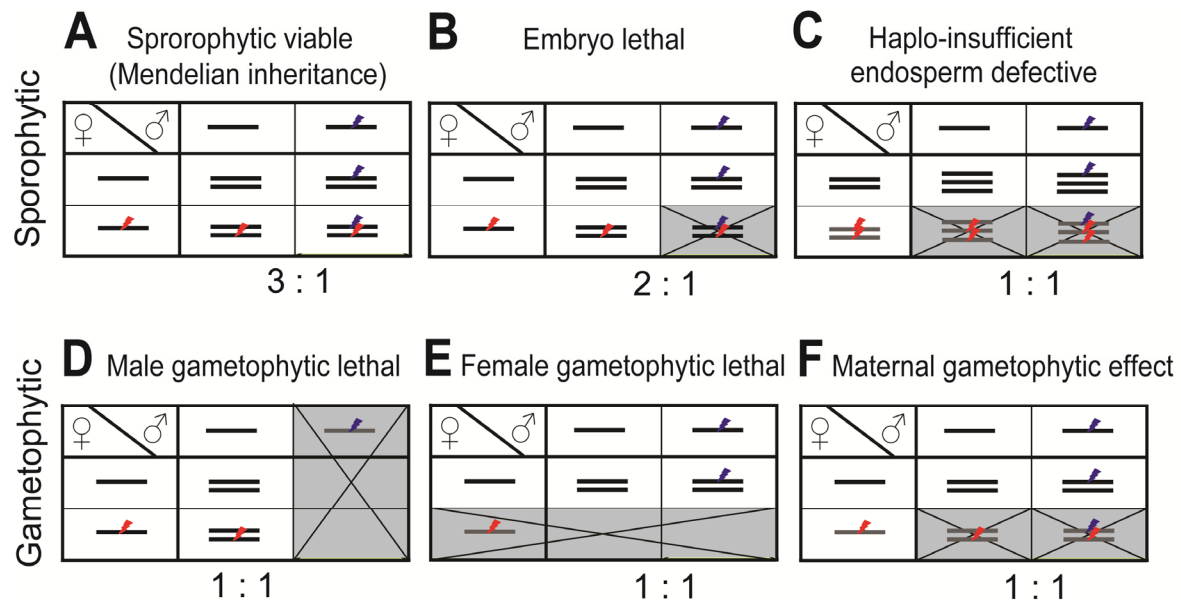 A Sprorophytic viable
(Mendelian inheritance)
B Embryo lethal
C Haplo-insufficient
endosperm defective
Sporophytic
♀ ♂
♀ ♂
♀ ♂
3 : 1
2 : 1
1 : 1
D Male gametophytic lethal
E Female gametophytic lethal
F Maternal gametophytic effect
Gametophytic
♀ ♂
♀ ♂
♀ ♂
1 : 1
1 : 1
1 : 1